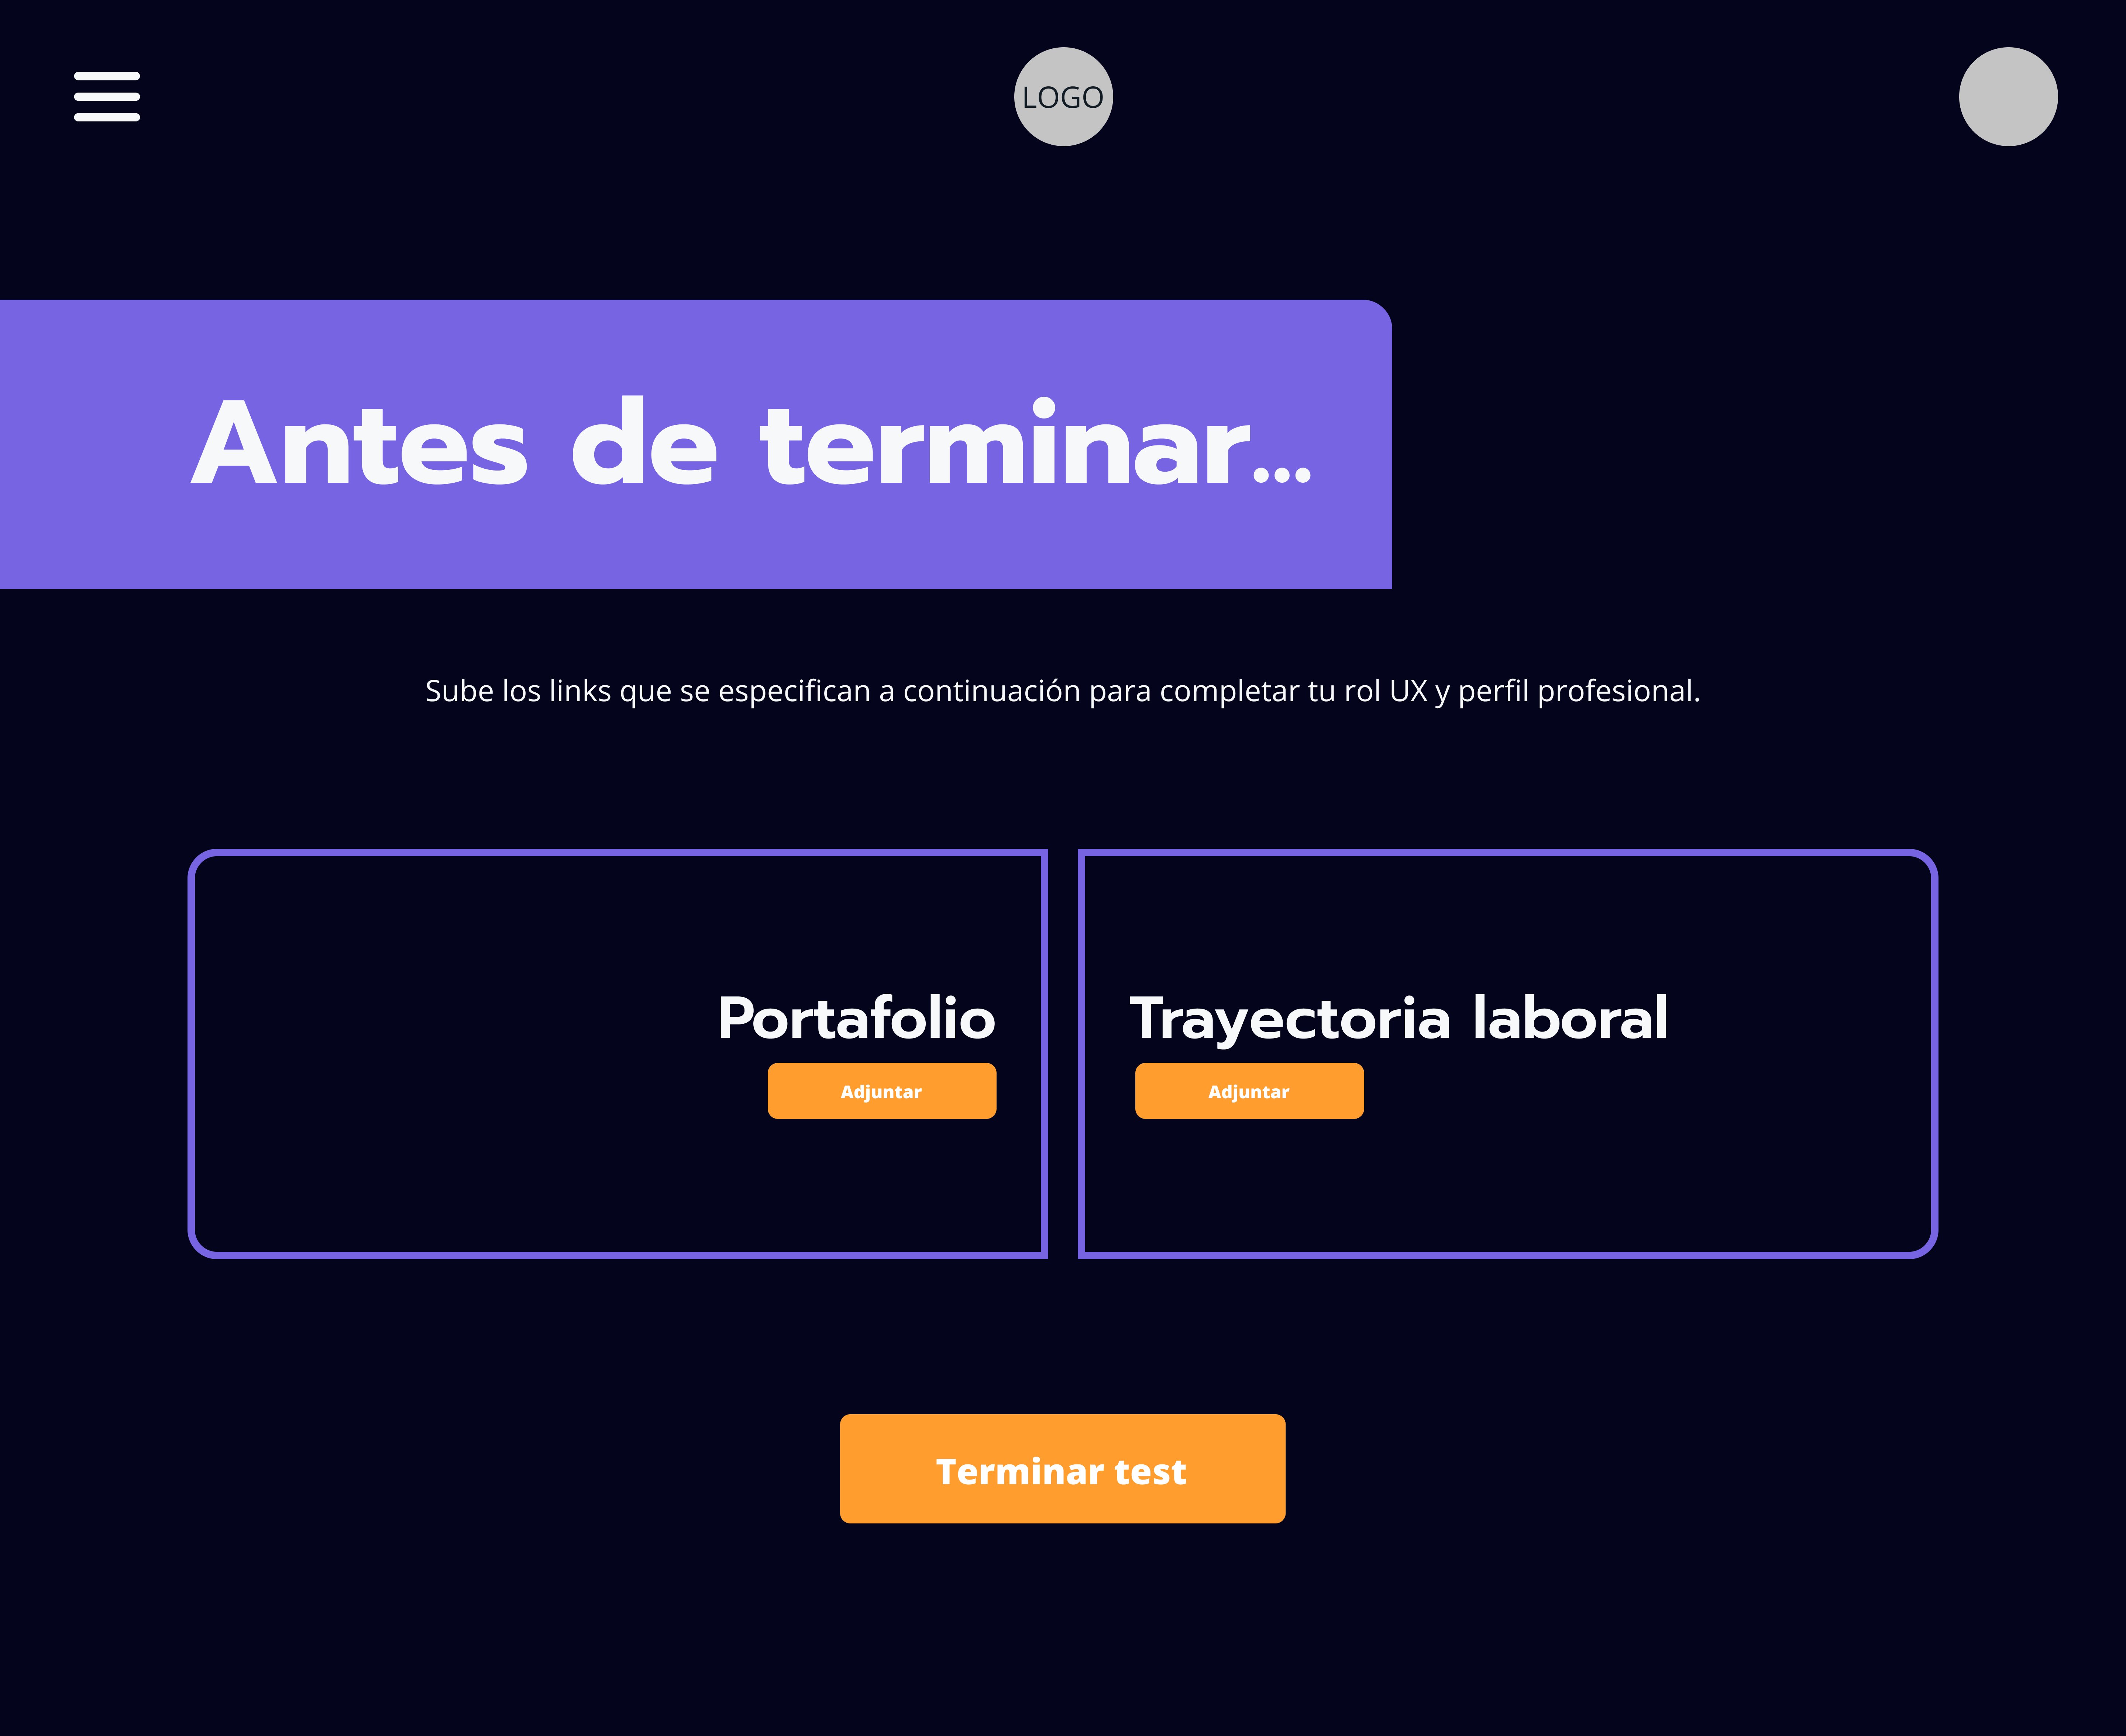 LOGO
Antes de terminar...
Sube los links que se especifican a continuación para completar tu rol UX y perfil profesional.
Portafolio
Adjuntar
Trayectoria laboral
Adjuntar
Terminar test